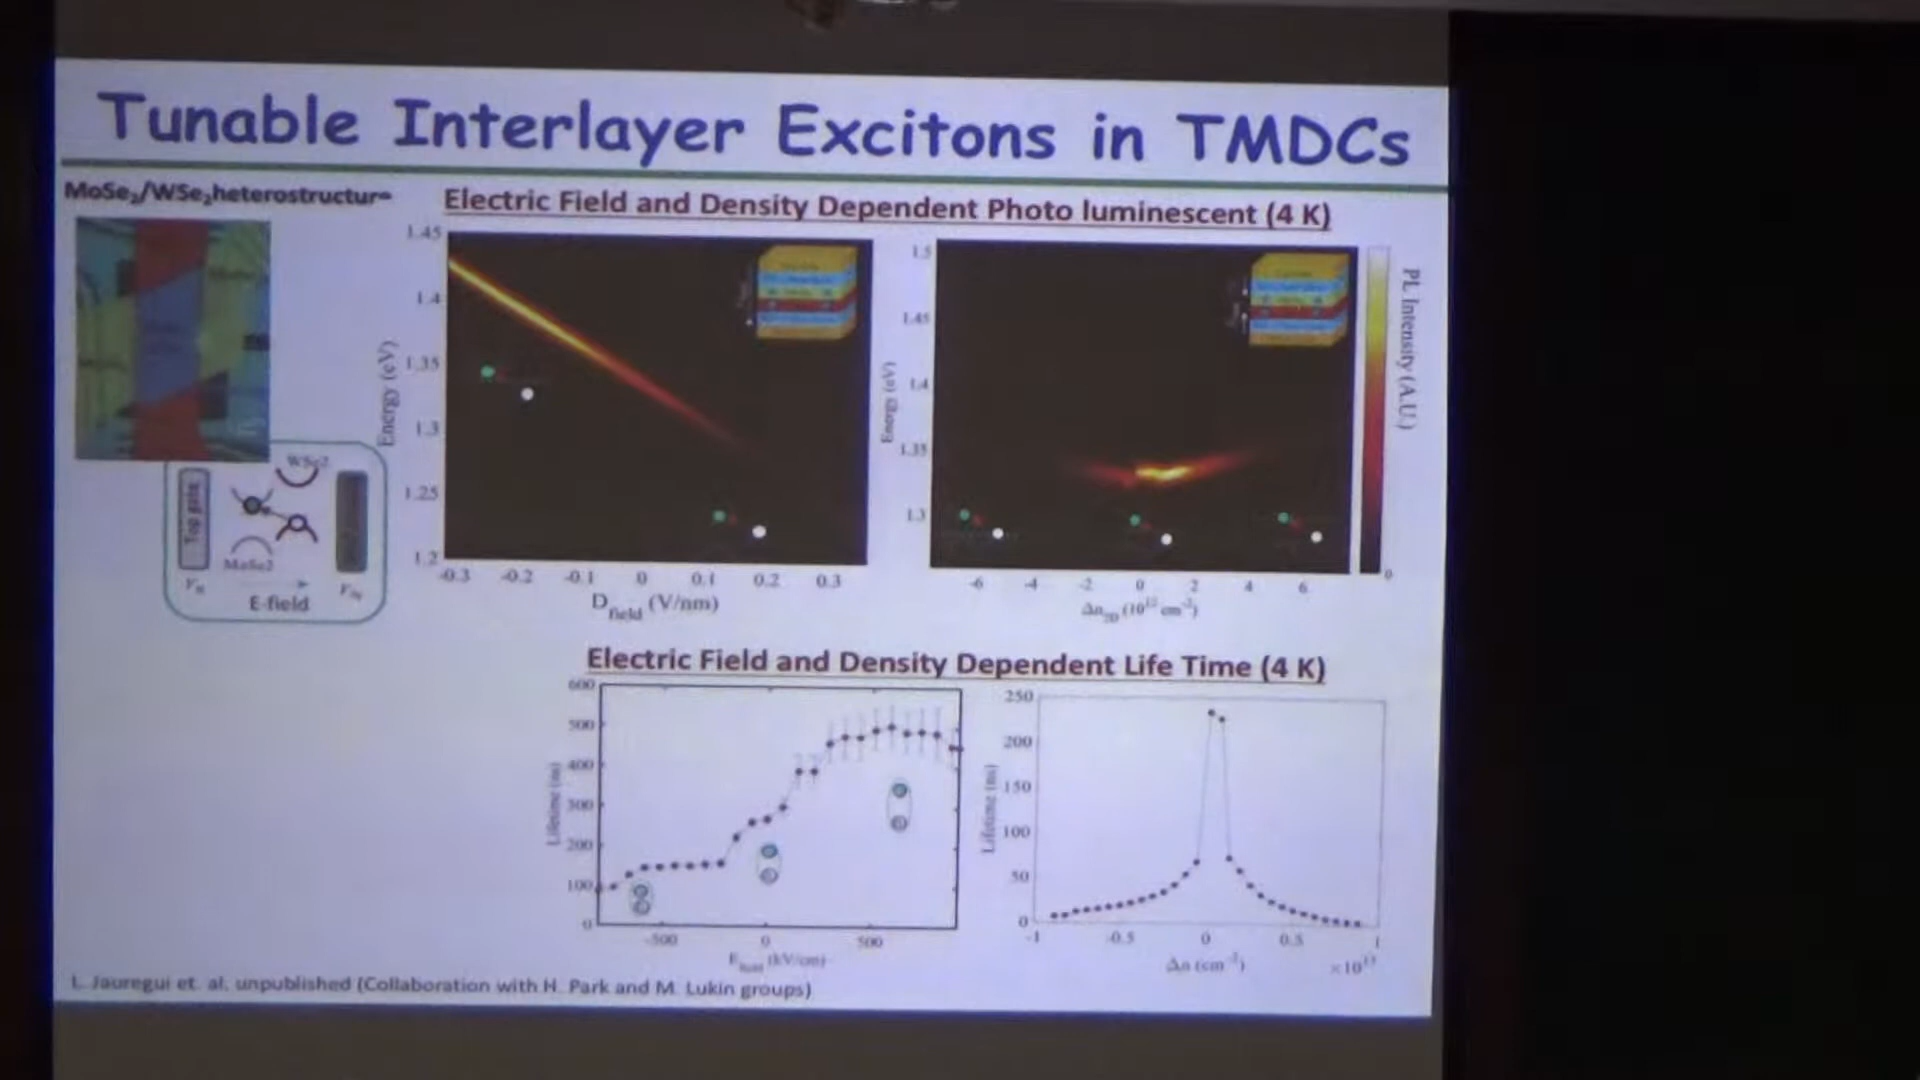 Tunable Interlayer Excitons in TMDCs
MoSe₂/WSe₂heterostructure
Electric Field and Density Dependent Photo luminescent (4 K)
1.45
1.4
1.35
1.3
1.25
1.2
Energy (eV)
-0.3 -0.2 -0.1 0 0.1 0.2 0.3
D field (V/nm)
1.5
1.45
1.4
1.35
1.3
Energy (eV)
-6 -4 -2 0 2 4 6
Δn2D (10¹² cm⁻²)
PL Intensity (A.U.)
0
WSe2
Top gate
MoSe2
E-field
Electric Field and Density Dependent Life Time (4 K)
600
500
400
300
200
100
0
Lifetime (ns)
-500 0 500
(kV/cm)
250
200
150
100
50
0
Lifetime (ns)
-1 -0.5 0 0.5 1
Δn (cm⁻²)
×10¹³
L. Jauregui et. al, unpublished (Collaboration with H. Park and M. Lukin groups)